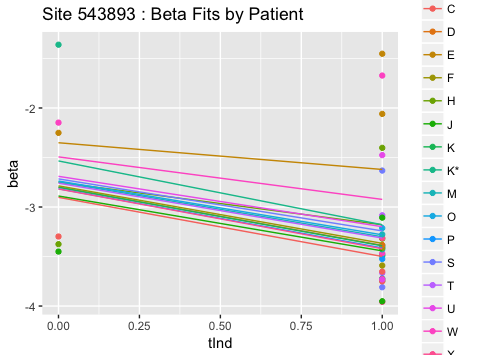 Site 543893 : Beta Fits by Patient
beta
-2
-3
-4
0.00 0.25 0.50 0.75 1.00
tInd
C
D
E
F
H
J
K
K*
M
O
P
S
T
U
W